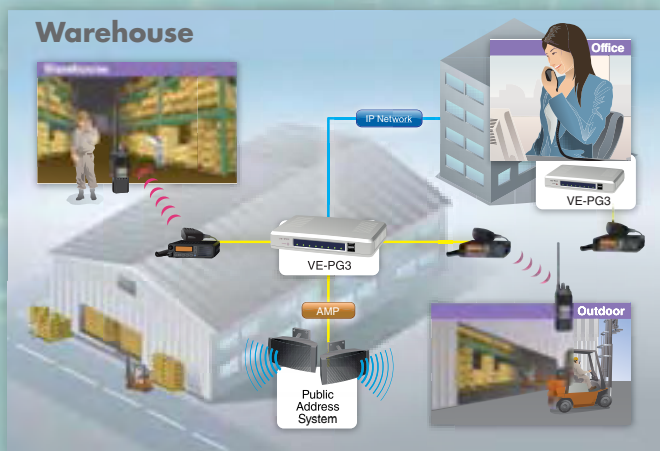 Warehouse
Warehouse
Office
IP Network
VE-PG3
VE-PG3
AMP
Outdoor
Public
Address
System